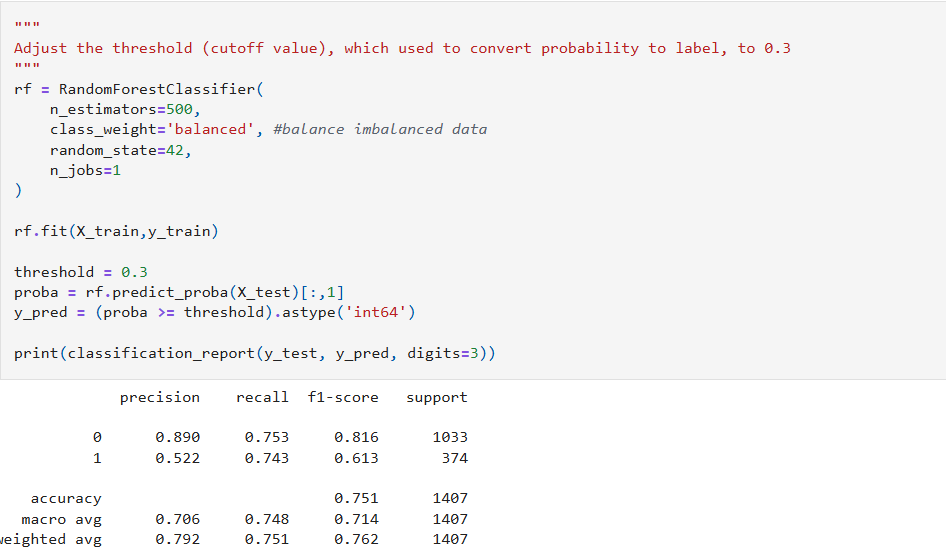 """
Adjust the threshold (cutoff value), which used to convert probability to label, to 0.3
"""
rf = RandomForestClassifier(
    n_estimators=500,
    class_weight='balanced', #balance imbalanced data
    random_state=42,
    n_jobs=1
)

rf.fit(X_train,y_train)

threshold = 0.3
proba = rf.predict_proba(X_test)[:,1]
y_pred = (proba >= threshold).astype('int64')

print(classification_report(y_test, y_pred, digits=3))

              precision    recall  f1-score   support

           0      0.890     0.753     0.816      1033
           1      0.522     0.743     0.613       374

    accuracy                          0.751      1407
   macro avg      0.706     0.748     0.714      1407
weighted avg      0.792     0.751     0.762      1407